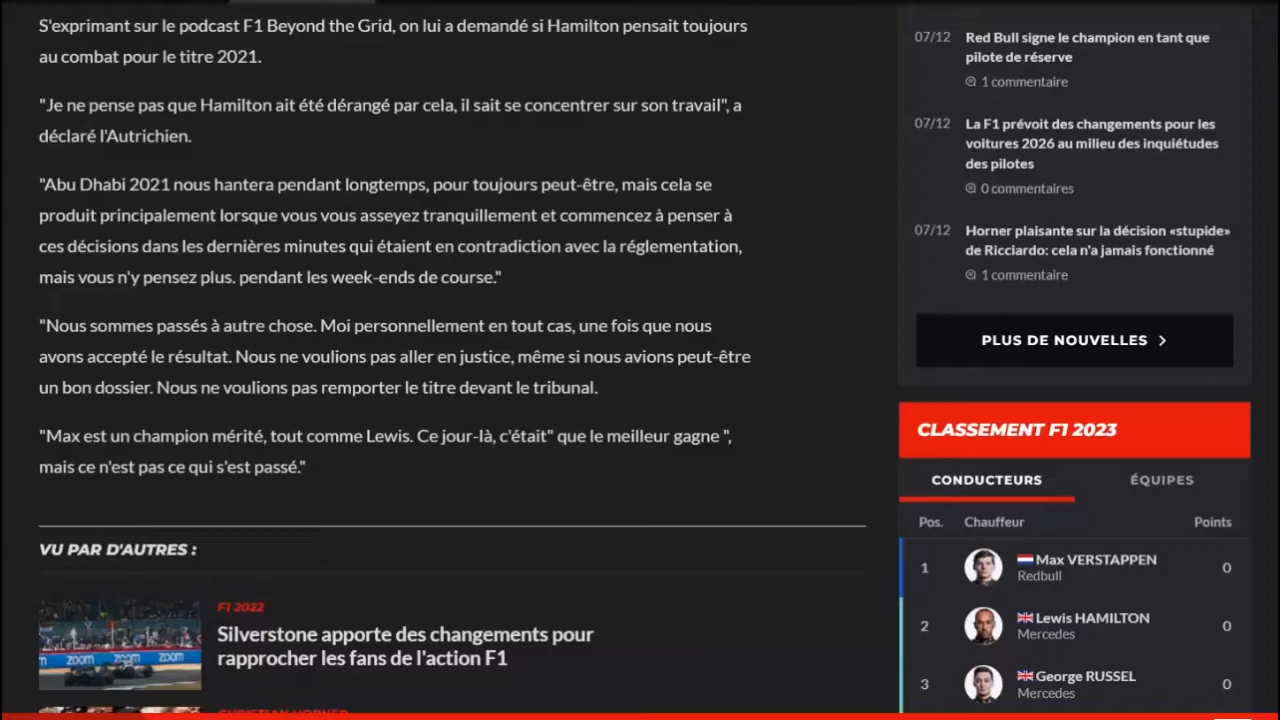 S'exprimant sur le podcast F1 Beyond the Grid, on lui a demandé si Hamilton pensait toujours
au combat pour le titre 2021.
"Je ne pense pas que Hamilton ait été dérangé par cela, il sait se concentrer sur son travail", a
déclaré l'Autrichien.
"Abu Dhabi 2021 nous hantera pendant longtemps, pour toujours peut-être, mais cela se
produit principalement lorsque vous vous asseyez tranquillement et commencez à penser à
ces décisions dans les dernières minutes qui étaient en contradiction avec la réglementation,
mais vous n'y pensez plus. pendant les week-ends de course."
"Nous sommes passés à autre chose. Moi personnellement en tout cas, une fois que nous
avons accepté le résultat. Nous ne voulions pas aller en justice, même si nous avions peut-être
un bon dossier. Nous ne voulions pas remporter le titre devant le tribunal.
"Max est un champion mérité, tout comme Lewis. Ce jour-là, c'était" que le meilleur gagne ",
mais ce n'est pas ce qui s'est passé."
VU PAR D'AUTRES :
zoom zoom zoom
F1 2022
Silverstone apporte des changements pour
rapprocher les fans de l'action F1
CHRISTIAN HORNER
07/12 Red Bull signe le champion en tant que
pilote de réserve
1 commentaire
07/12 La F1 prévoit des changements pour les
voitures 2026 au milieu des inquiétudes
des pilotes
0 commentaires
07/12 Horner plaisante sur la décision «stupide»
de Ricciardo: cela n'a jamais fonctionné
1 commentaire
PLUS DE NOUVELLES
CLASSEMENT F1 2023
CONDUCTEURS ÉQUIPES
Pos. Chauffeur Points
1 Max VERSTAPPEN 0
Redbull
2 Lewis HAMILTON 0
Mercedes
3 George RUSSEL 0
Mercedes